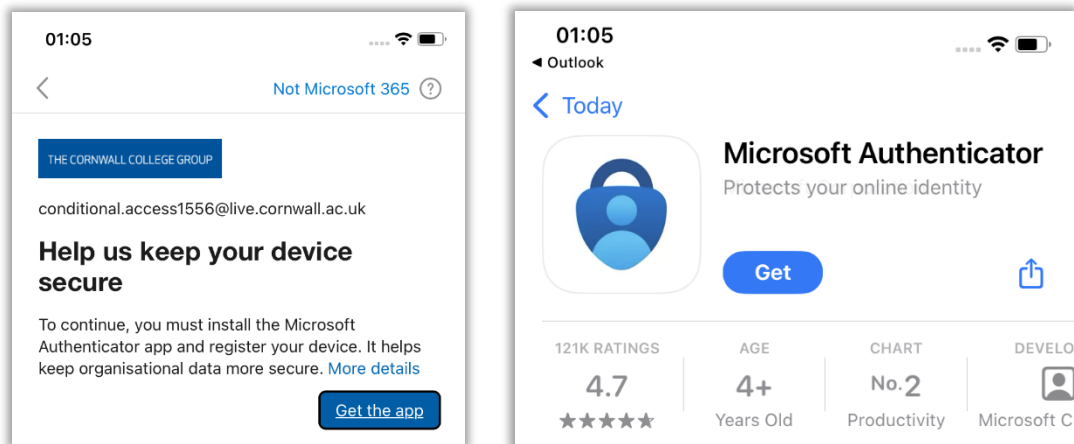 01:05
Not Microsoft 365 ?
THE CORNWALL COLLEGE GROUP
conditional.access1556@live.cornwall.ac.uk
Help us keep your device
secure
To continue, you must install the Microsoft
Authenticator app and register your device. It helps
keep organisational data more secure. More details
Get the app
01:05
◀ Outlook
Today
Microsoft Authenticator
Protects your online identity
Get
121K RATINGS
4.7
★★★★★
AGE
4+
Years Old
CHART
No.2
Productivity
DEVELO
Microsoft C